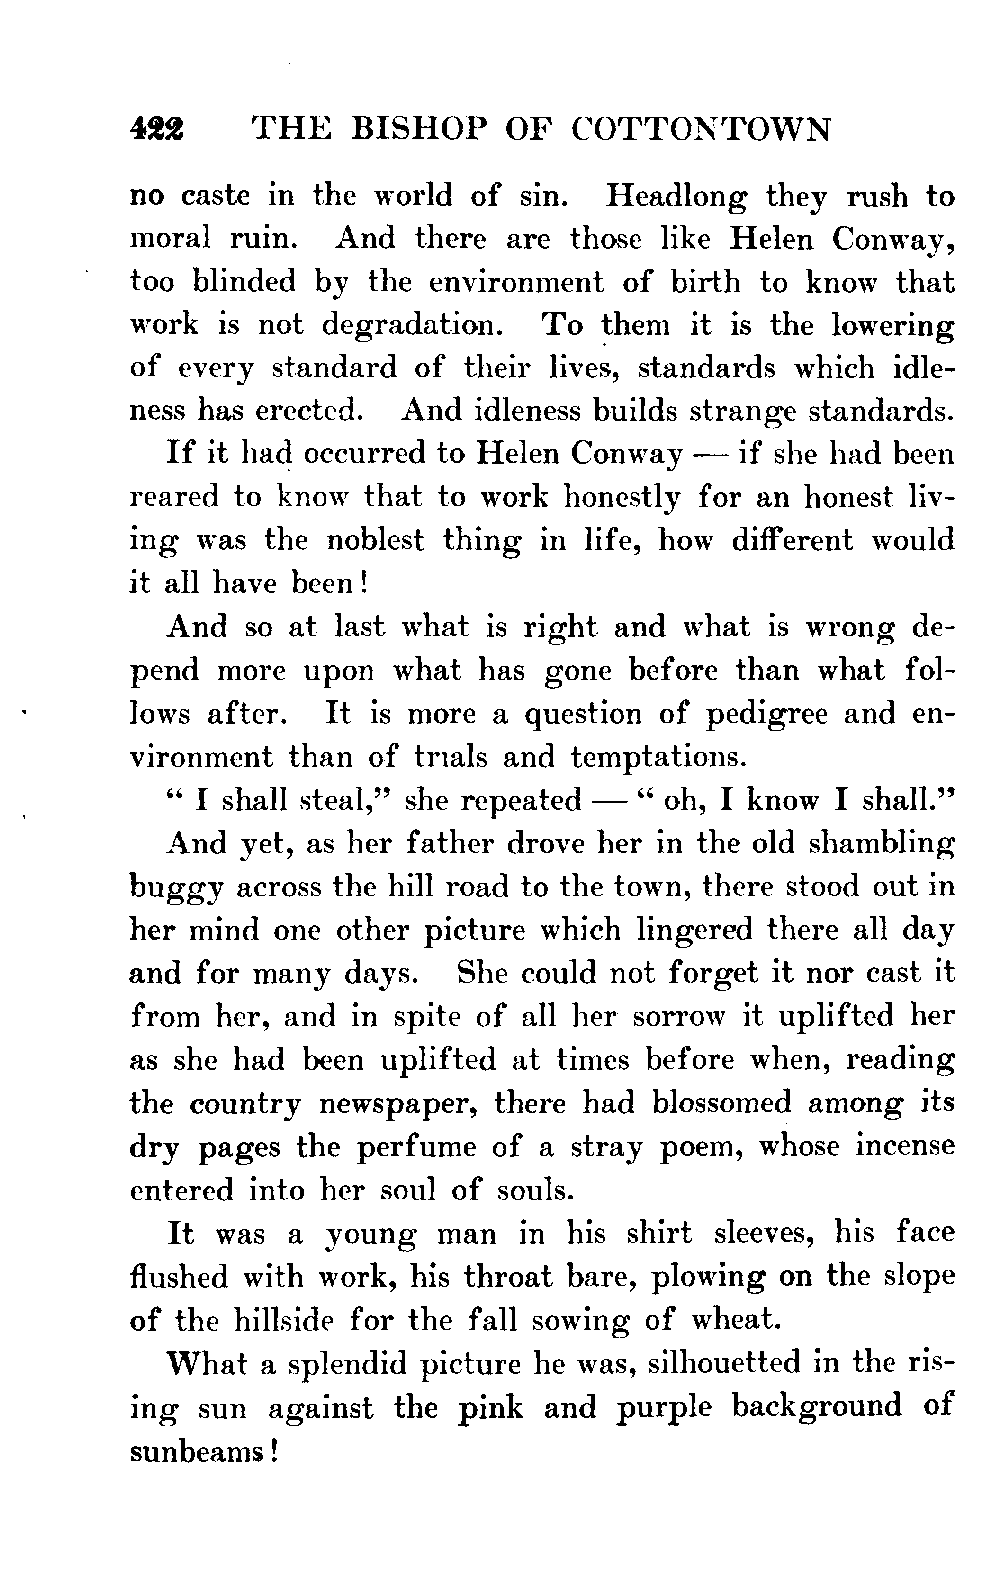 422 THE BISHOP OF COTTONTOWN
no caste in the world of sin. Headlong they rush to
moral ruin. And there are those like Helen Conway,
too blinded by the environment of birth to know that
work is not degradation. To them it is the lowering
of every standard of their lives, standards which idle-
ness has erected. And idleness builds strange standards.
If it had occurred to Helen Conway — if she had been
reared to know that to work honestly for an honest liv-
ing was the noblest thing in life, how different would
it all have been!
And so at last what is right and what is wrong de-
pend more upon what has gone before than what fol-
lows after. It is more a question of pedigree and en-
vironment than of trials and temptations.
“ I shall steal,” she repeated — “ oh, I know I shall.”
And yet, as her father drove her in the old shambling
buggy across the hill road to the town, there stood out in
her mind one other picture which lingered there all day
and for many days. She could not forget it nor cast it
from her, and in spite of all her sorrow it uplifted her
as she had been uplifted at times before when, reading
the country newspaper, there had blossomed among its
dry pages the perfume of a stray poem, whose incense
entered into her soul of souls.
It was a young man in his shirt sleeves, his face
flushed with work, his throat bare, plowing on the slope
of the hillside for the fall sowing of wheat.
What a splendid picture he was, silhouetted in the ris-
ing sun against the pink and purple background of
sunbeams!